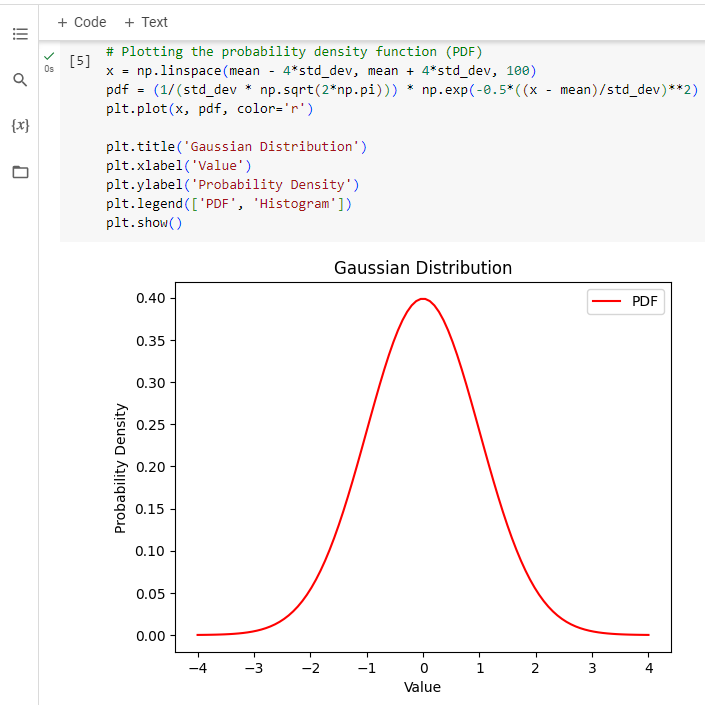 + Code + Text
0s
[5]
# Plotting the probability density function (PDF)
x = np.linspace(mean - 4*std_dev, mean + 4*std_dev, 100)
pdf = (1/(std_dev * np.sqrt(2*np.pi))) * np.exp(-0.5*((x - mean)/std_dev)**2)
plt.plot(x, pdf, color='r')
plt.title('Gaussian Distribution')
plt.xlabel('Value')
plt.ylabel('Probability Density')
plt.legend(['PDF', 'Histogram'])
plt.show()
{x}
Gaussian Distribution
PDF
Probability Density
0.40
0.35
0.30
0.25
0.20
0.15
0.10
0.05
0.00
−4 −3 −2 −1 0 1 2 3 4
Value